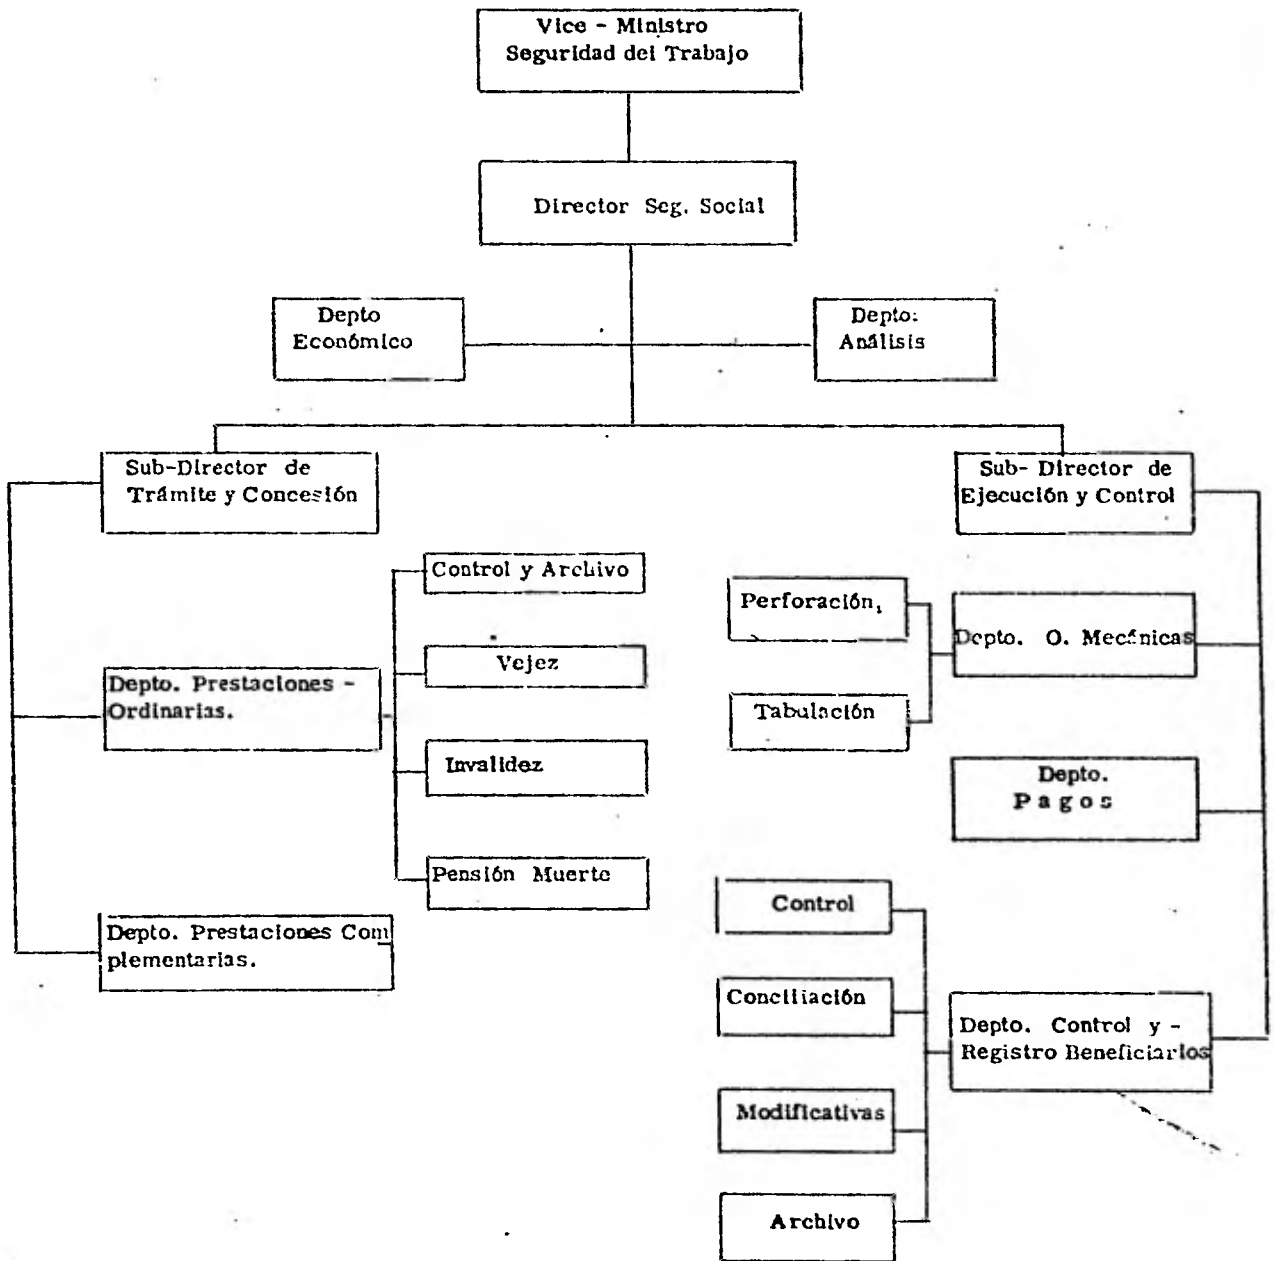 Vice - Ministro
Seguridad del Trabajo
Director Seg. Social
Depto
Económico
Depto.
Análisis
Sub-Director de
Trámite y Concesión
Sub- Director de
Ejecución y Control
Control y Archivo
Vejez
Depto. Prestaciones -
Ordinarias.
Invalidez
Pensión Muerte
Depto. Prestaciones Com
plementarias.
Perforación,
Depto. O. Mecánicas
Tabulación
Depto.
Pagos
Control
Conciliación
Depto. Control y -
Registro Beneficiarios
Modificativas
Archivo